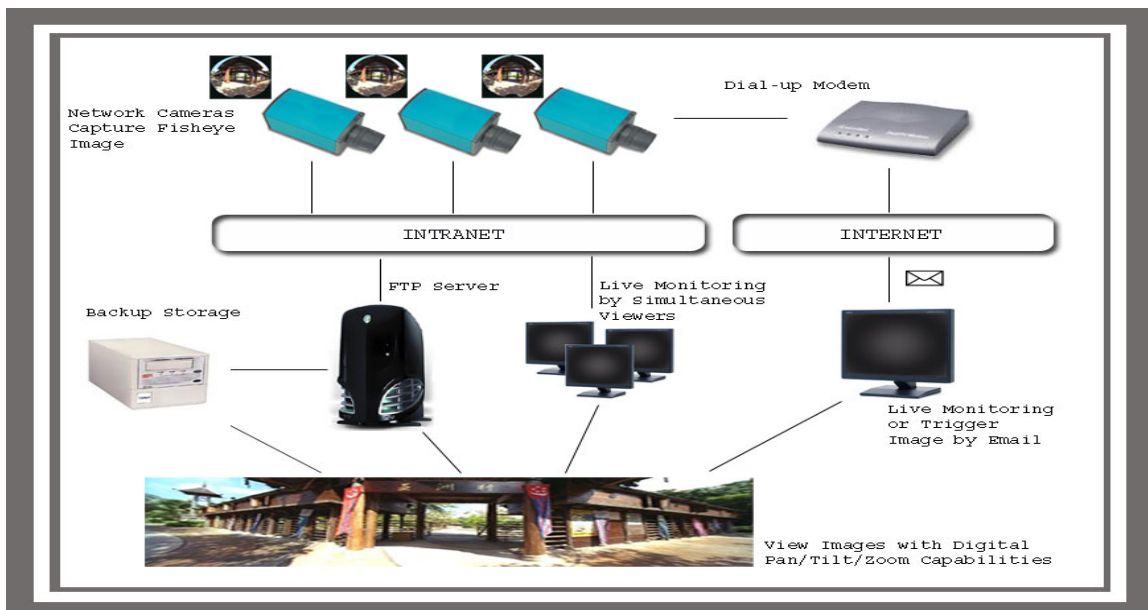 Dial-up Modem
Network Cameras
Capture Fisheye
Image
INTRANET
INTERNET
FTP Server
Live Monitoring
by Simultaneous
Viewers
Backup Storage
Live Monitoring
or Trigger
Image by Email
View Images with Digital
Pan/Tilt/Zoom Capabilities